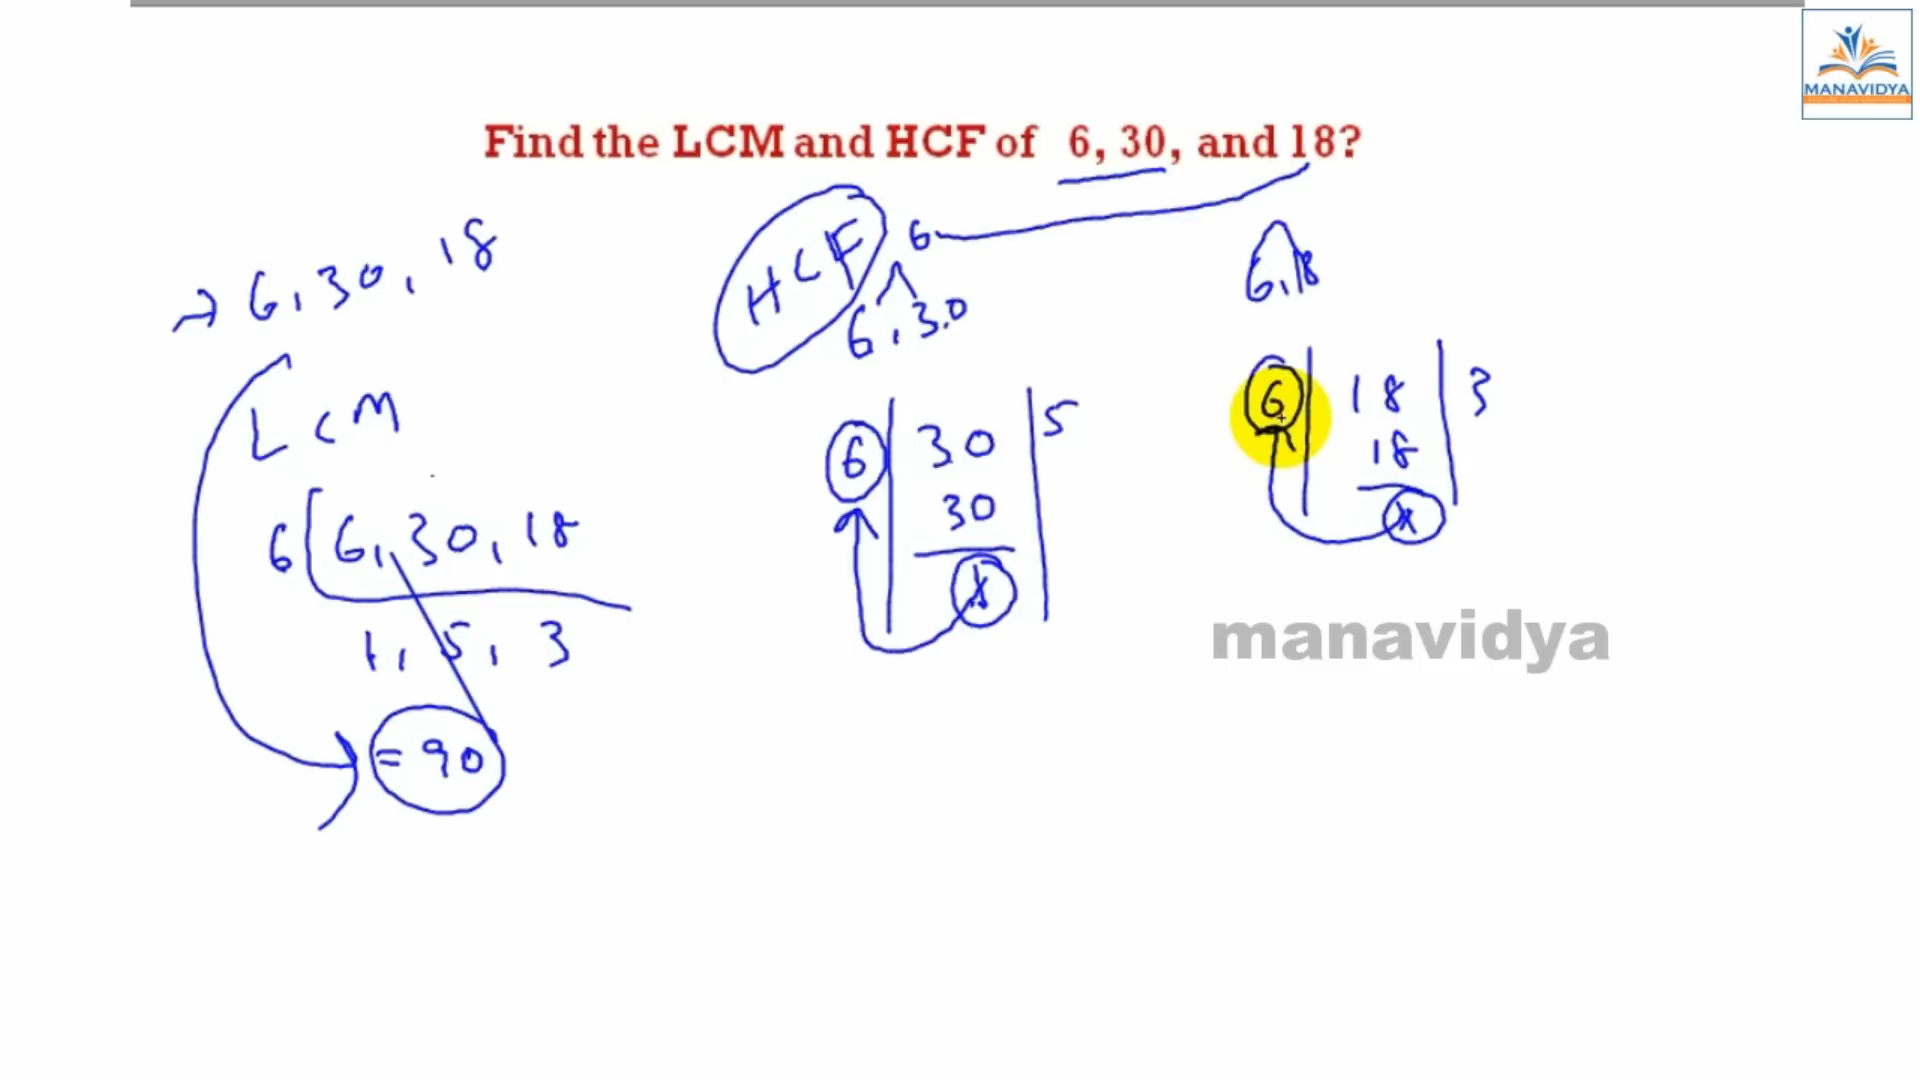 MANAVIDYA
Find the LCM and HCF of 6, 30, and 18?
→ 6, 30, 18
LCM
6 6, 30, 18
1, 5, 3
= 90
HCF
6
6, 30
6 30 5
30
6, 18
6 18 3
18
manavidya